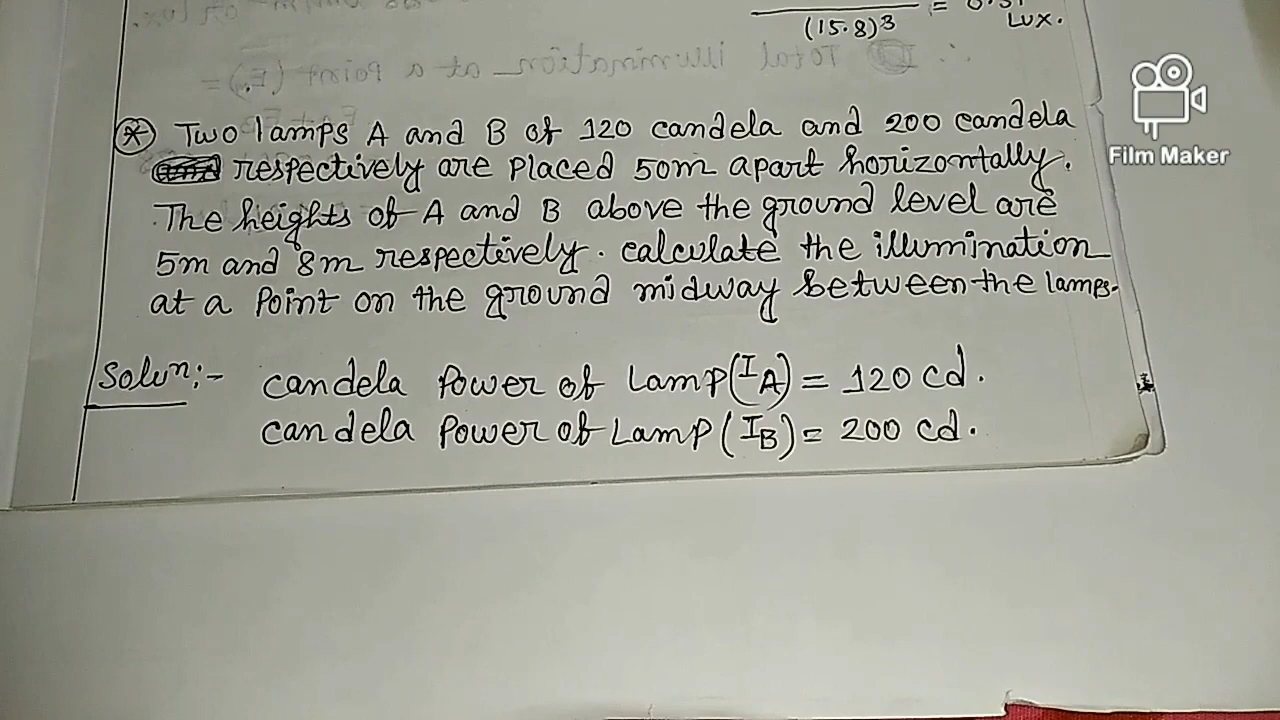 (15.8)³ =
LUX.
∴ Total illumination at a point (E.) =
(*) Two lamps A and B of 120 candela and 200 candela
respectively are placed 50m apart horizontally.
The heights of A and B above the ground level are
5m and 8m respectively. calculate the illumination
at a point on the ground midway between the lamps.
Solun:- candela Power of Lamp (I_A) = 120 cd.
candela Power of Lamp (I_B) = 200 cd.
Film Maker